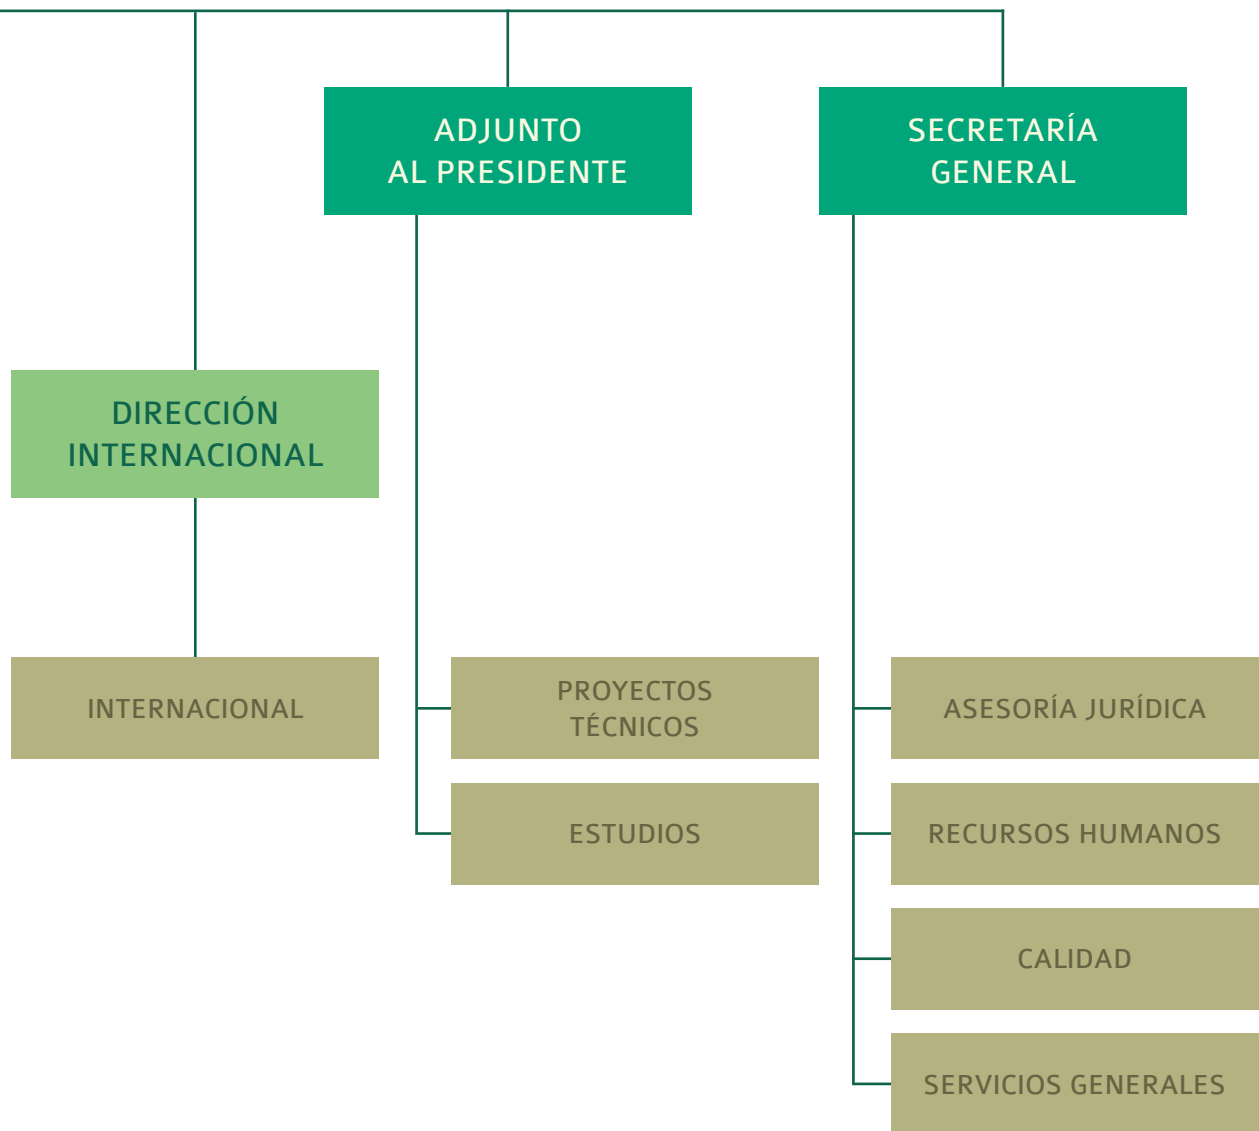 ADJUNTO
AL PRESIDENTE
SECRETARÍA
GENERAL
DIRECCIÓN
INTERNACIONAL
INTERNACIONAL
PROYECTOS
TÉCNICOS
ASESORÍA JURÍDICA
ESTUDIOS
RECURSOS HUMANOS
CALIDAD
SERVICIOS GENERALES